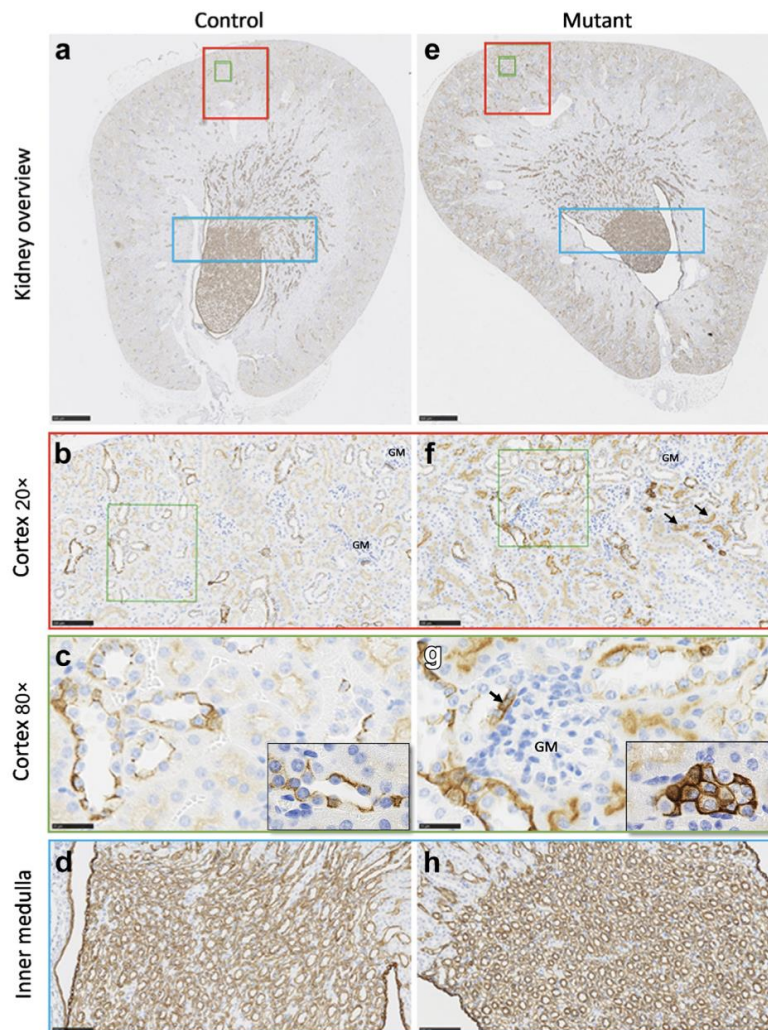 Control
Mutant
Kidney overview
a
e
Cortex 20×
b
GM
GM
f
GM
Cortex 80×
c
g
GM
Inner medulla
d
h